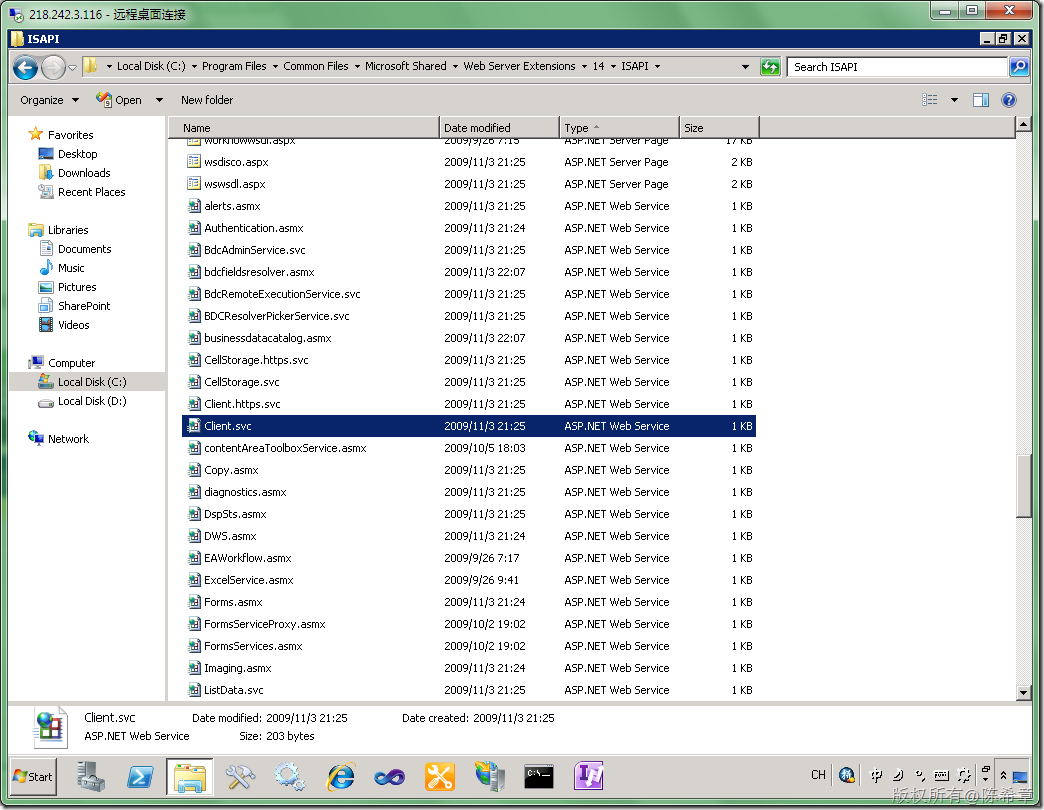 218.242.3.116 - 远程桌面连接
ISAPI
Local Disk (C:) Program Files Common Files Microsoft Shared Web Server Extensions 14 ISAPI Search ISAPI
Organize Open New folder
Name Date modified Type Size
Favorites
Desktop
Downloads
Recent Places
Libraries
Documents
Music
Pictures
SharePoint
Videos
Computer
Local Disk (C:)
Local Disk (D:)
Network
workflowwsdl.aspx 2009/9/26 7:15 ASP.NET Server Page 17 KB
wsdisco.aspx 2009/11/3 21:25 ASP.NET Server Page 2 KB
wswsdl.aspx 2009/11/3 21:25 ASP.NET Server Page 2 KB
alerts.asmx 2009/11/3 21:25 ASP.NET Web Service 1 KB
Authentication.asmx 2009/11/3 21:24 ASP.NET Web Service 1 KB
BdcAdminService.svc 2009/11/3 21:25 ASP.NET Web Service 1 KB
bdcfieldsresolver.asmx 2009/11/3 22:07 ASP.NET Web Service 1 KB
BdcRemoteExecutionService.svc 2009/11/3 21:25 ASP.NET Web Service 1 KB
BDCResolverPickerService.svc 2009/11/3 21:25 ASP.NET Web Service 1 KB
businessdatacatalog.asmx 2009/11/3 22:07 ASP.NET Web Service 1 KB
CellStorage.https.svc 2009/11/3 21:25 ASP.NET Web Service 1 KB
CellStorage.svc 2009/11/3 21:25 ASP.NET Web Service 1 KB
Client.https.svc 2009/11/3 21:25 ASP.NET Web Service 1 KB
Client.svc 2009/11/3 21:25 ASP.NET Web Service 1 KB
contentAreaToolboxService.asmx 2009/10/5 18:03 ASP.NET Web Service 1 KB
Copy.asmx 2009/11/3 21:25 ASP.NET Web Service 1 KB
diagnostics.asmx 2009/11/3 21:25 ASP.NET Web Service 1 KB
DspSts.asmx 2009/11/3 21:25 ASP.NET Web Service 1 KB
DWS.asmx 2009/11/3 21:24 ASP.NET Web Service 1 KB
EAWorkflow.asmx 2009/9/26 7:17 ASP.NET Web Service 1 KB
ExcelService.asmx 2009/9/26 9:41 ASP.NET Web Service 1 KB
Forms.asmx 2009/11/3 21:24 ASP.NET Web Service 1 KB
FormsServiceProxy.asmx 2009/10/2 19:02 ASP.NET Web Service 1 KB
FormsServices.asmx 2009/10/2 19:02 ASP.NET Web Service 1 KB
Imaging.asmx 2009/11/3 21:24 ASP.NET Web Service 1 KB
ListData.svc 2009/11/3 21:25 ASP.NET Web Service 1 KB
Client.svc Date modified: 2009/11/3 21:25 Date created: 2009/11/3 21:25
ASP.NET Web Service Size: 203 bytes
Start C:\ CH 中
版权所有@陈希章